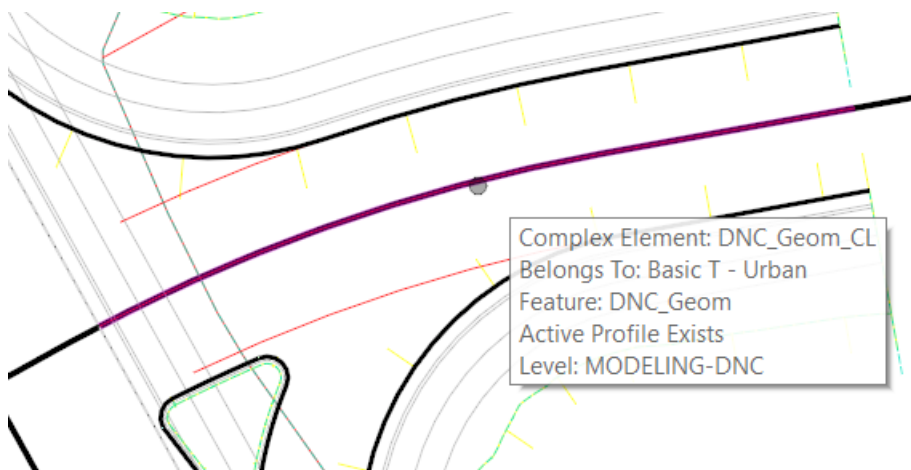 Complex Element: DNC_Geom_CL
Belongs To: Basic T - Urban
Feature: DNC_Geom
Active Profile Exists
Level: MODELING-DNC